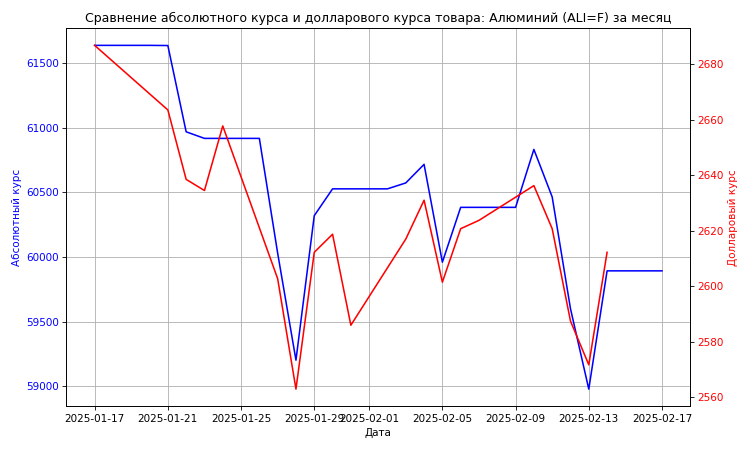 Сравнение абсолютного курса и долларового курса товара: Алюминий (ALI=F) за месяц
Абсолютный курс
61500
61000
60500
60000
59500
59000
2680
2660
2640
2620
2600
2580
2560
Долларовый курс
2025-01-17 2025-01-21 2025-01-25 2025-01-29 2025-02-01 2025-02-05 2025-02-09 2025-02-13 2025-02-17
Дата